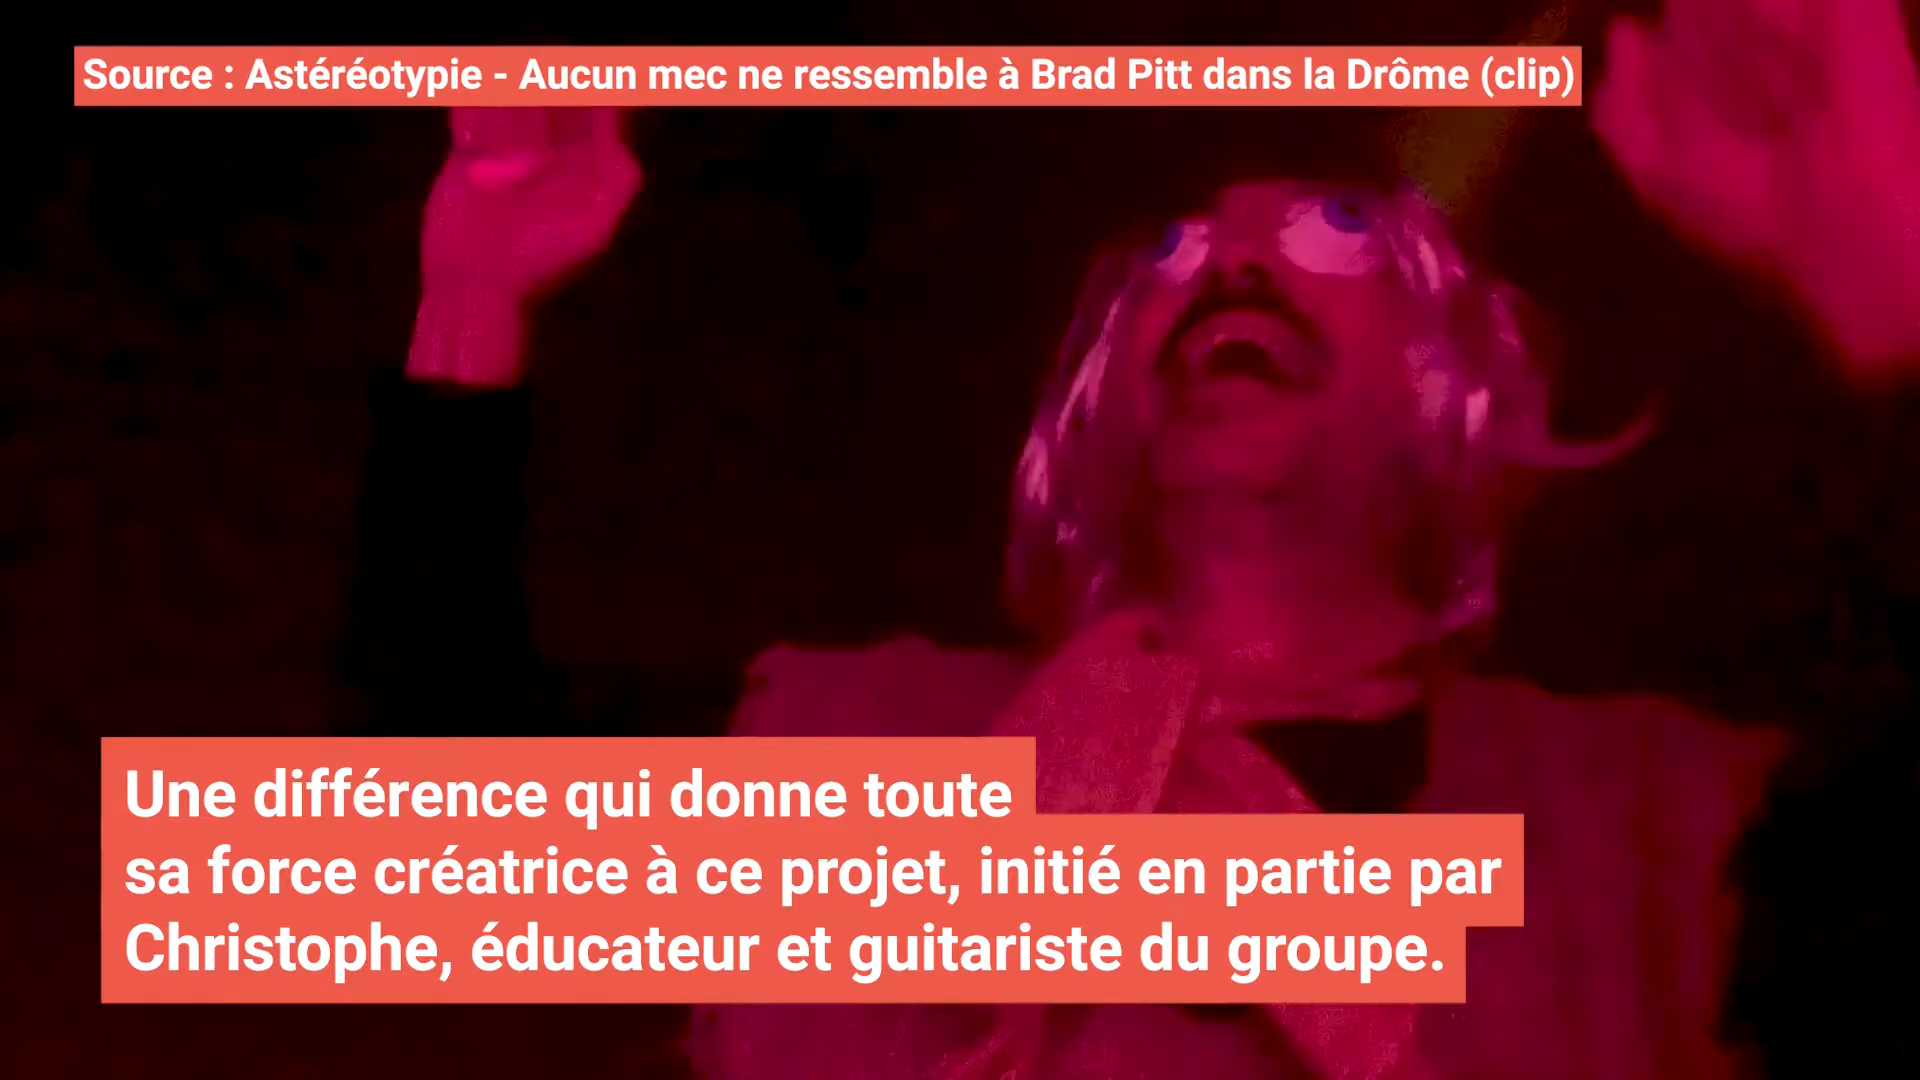 Source : Astéréotypie - Aucun mec ne ressemble à Brad Pitt dans la Drôme (clip)
Une différence qui donne toute
sa force créatrice à ce projet, initié en partie par
Christophe, éducateur et guitariste du groupe.